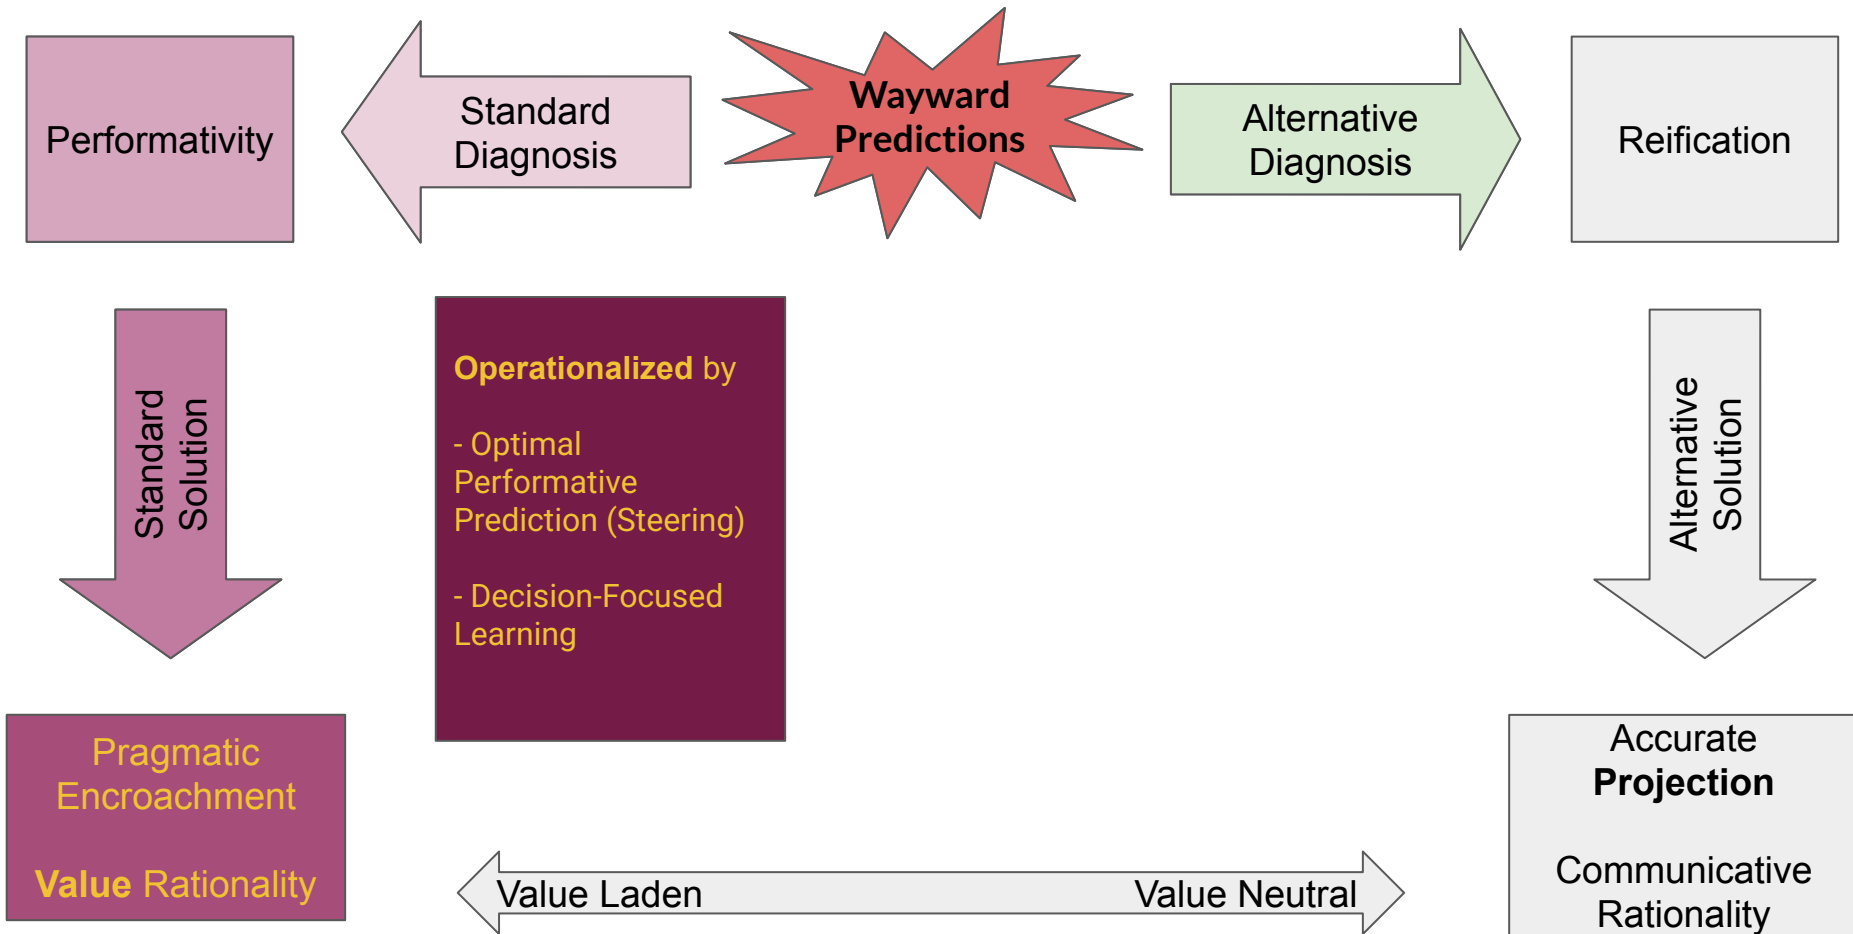 Performativity
Standard
Diagnosis
Wayward
Predictions
Alternative
Diagnosis
Reification
Standard
Solution
Operationalized by
- Optimal
Performative
Prediction (Steering)
- Decision-Focused
Learning
Alternative
Solution
Pragmatic
Encroachment
Value Rationality
Value Laden
Value Neutral
Accurate
Projection
Communicative
Rationality